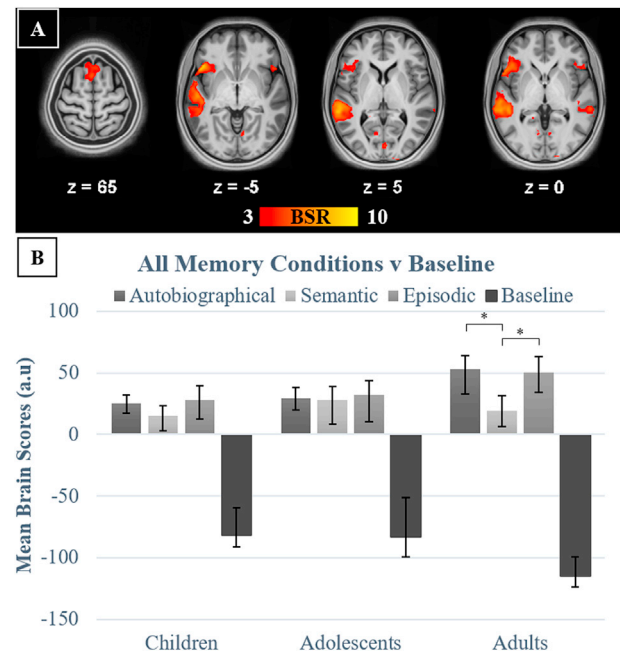 A
z = 65
z = -5
z = 5
z = 0
3 BSR 10
B
All Memory Conditions v Baseline
Autobiographical Semantic Episodic Baseline
Mean Brain Scores (a.u)
100
50
0
-50
-100
-150
* *
Children Adolescents Adults